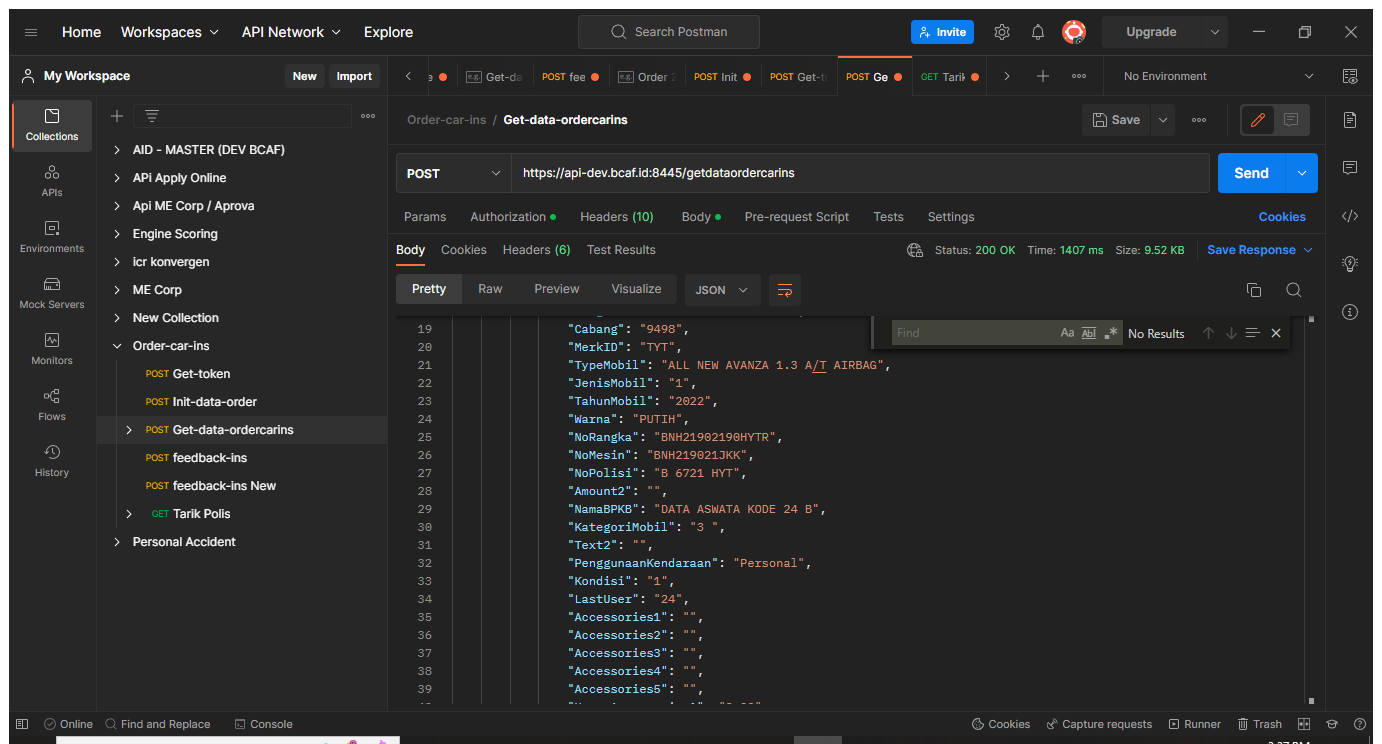 Home Workspaces API Network Explore Search Postman Invite Upgrade
My Workspace New Import
e Get-da POST fee Order 2 POST Init POST Get-t POST Ge GET Tarik No Environment
Collections
APIs
Environments
Mock Servers
Monitors
Flows
History
AID - MASTER (DEV BCAF)
APi Apply Online
Api ME Corp / Aprova
Engine Scoring
icr konvergen
ME Corp
New Collection
Order-car-ins
POST Get-token
POST Init-data-order
POST Get-data-ordercarins
POST feedback-ins
POST feedback-ins New
GET Tarik Polis
Personal Accident
Order-car-ins / Get-data-ordercarins Save
POST https://api-dev.bcaf.id:8445/getdataordercarins Send
Params Authorization Headers (10) Body Pre-request Script Tests Settings Cookies
Body Cookies Headers (6) Test Results Status: 200 OK Time: 1407 ms Size: 9.52 KB Save Response
Pretty Raw Preview Visualize JSON
Find Aa Abl .* No Results
19 "Cabang": "9498",
20 "MerkID": "TYT",
21 "TypeMobil": "ALL NEW AVANZA 1.3 A/T AIRBAG",
22 "JenisMobil": "1",
23 "TahunMobil": "2022",
24 "Warna": "PUTIH",
25 "NoRangka": "BNH21902190HYTR",
26 "NoMesin": "BNH219021JKK",
27 "NoPolisi": "B 6721 HYT",
28 "Amount2": "",
29 "NamaBPKB": "DATA ASWATA KODE 24 B",
30 "KategoriMobil": "3 ",
31 "Text2": "",
32 "PenggunaanKendaraan": "Personal",
33 "Kondisi": "1",
34 "LastUser": "24",
35 "Accessories1": "",
36 "Accessories2": "",
37 "Accessories3": "",
38 "Accessories4": "",
39 "Accessories5": "",
Online Find and Replace Console Cookies Capture requests Runner Trash